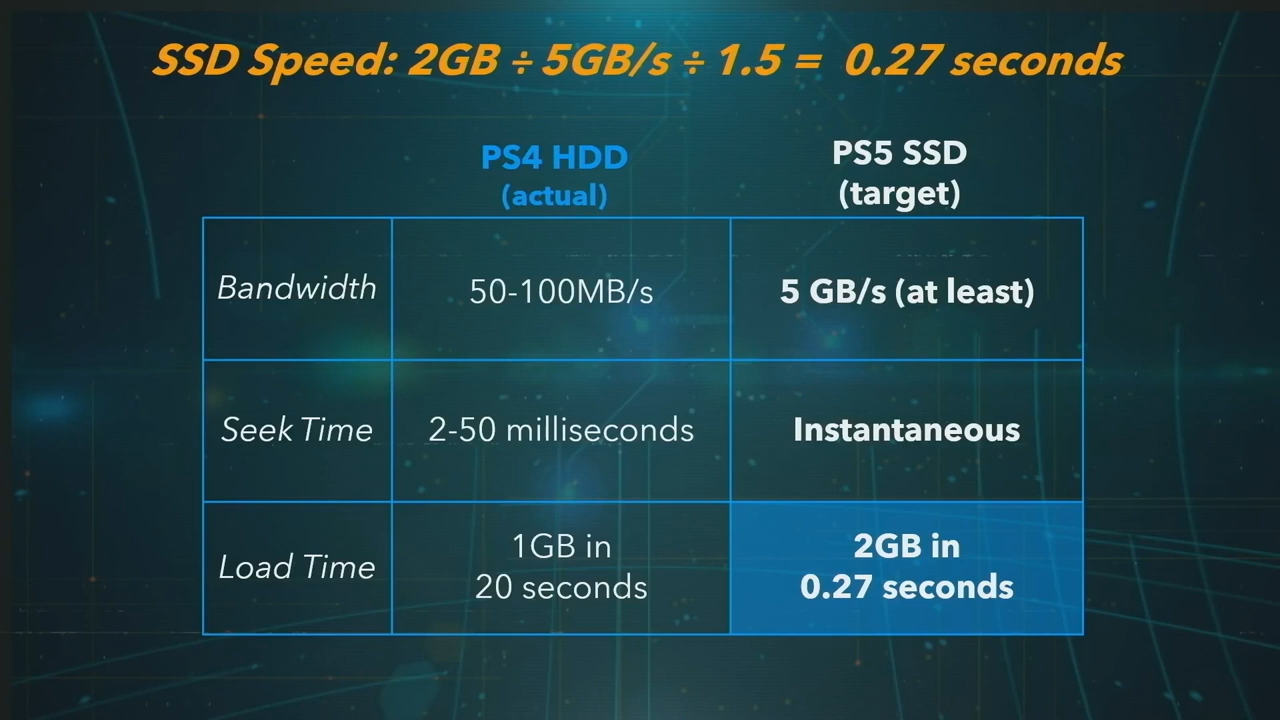 SSD Speed: 2GB ÷ 5GB/s ÷ 1.5 = 0.27 seconds
PS4 HDD
(actual)
PS5 SSD
(target)
Bandwidth
50-100MB/s
5 GB/s (at least)
Seek Time
2-50 milliseconds
Instantaneous
Load Time
1GB in
20 seconds
2GB in
0.27 seconds